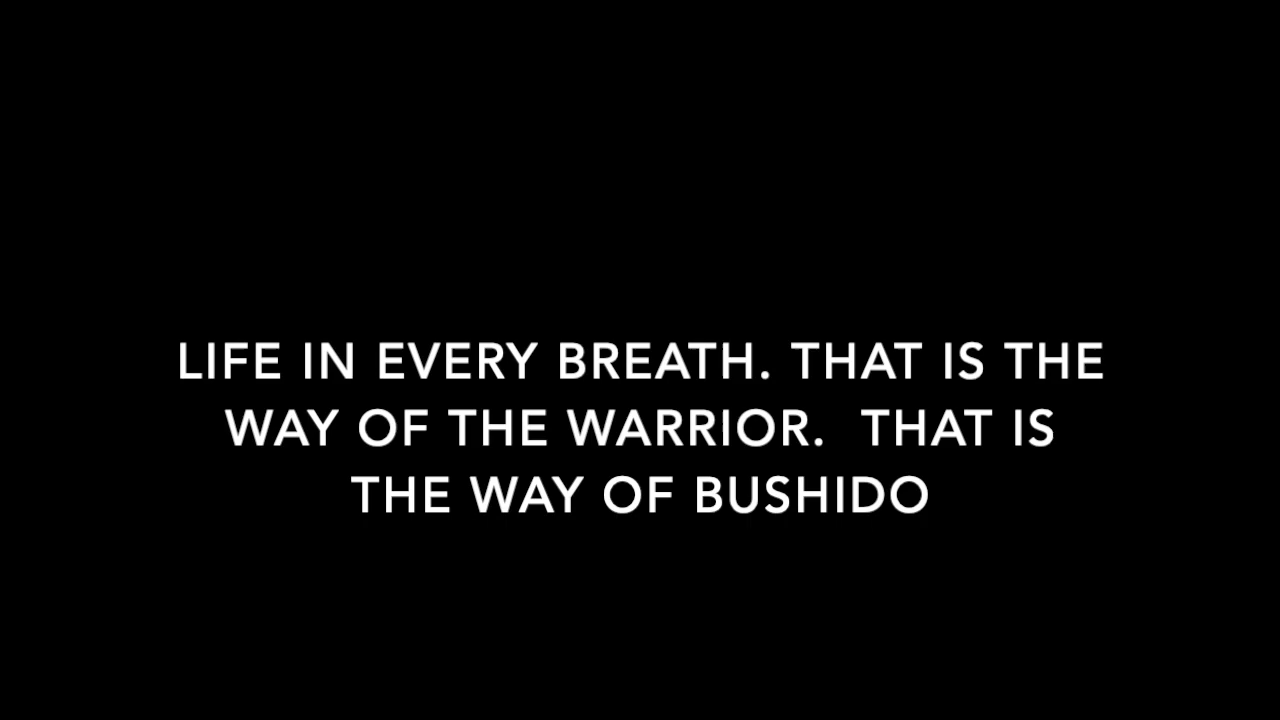 LIFE IN EVERY BREATH. THAT IS THE
WAY OF THE WARRIOR.  THAT IS
THE WAY OF BUSHIDO